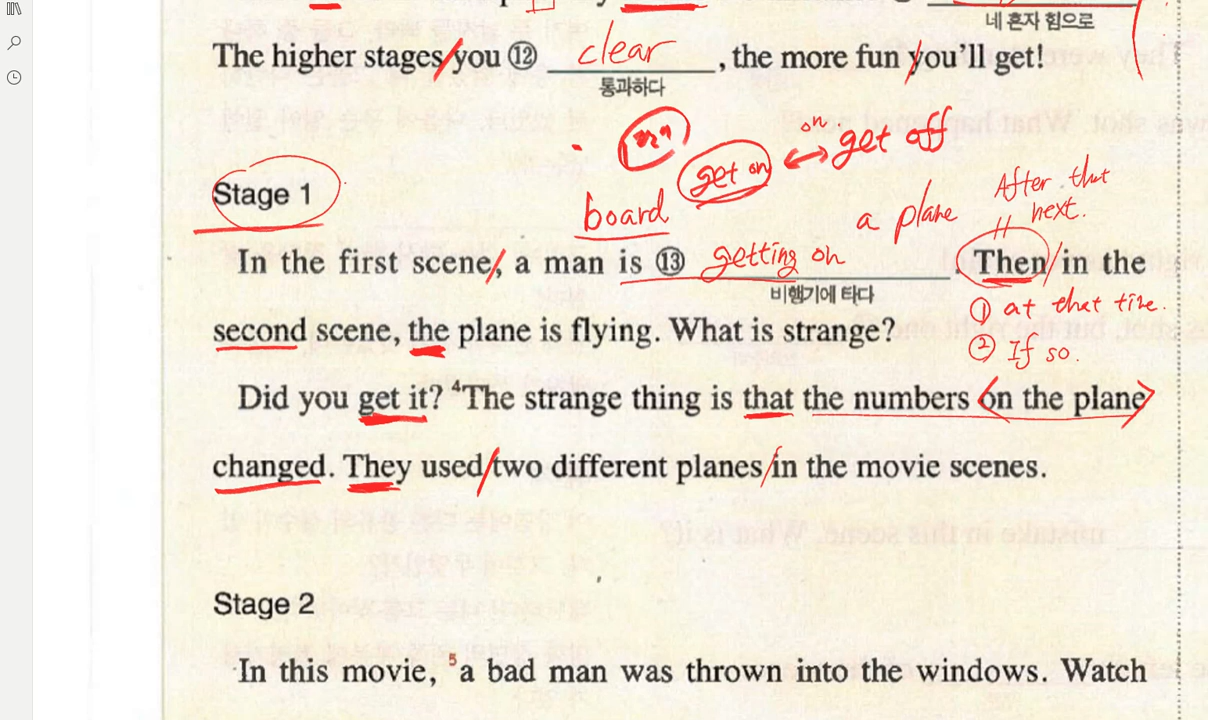 네 혼자 힘으로
The higher stages/you ⑫ clear, the more fun you'll get!
통과하다
on.
get on ↔ get off
Stage 1
board
a plane
After that
next.
In the first scene, a man is ⑬ getting on. Then/in the
비행기에 타다
① at that time.
second scene, the plane is flying. What is strange?
② If so.
Did you get it? ⁴The strange thing is that the numbers <on the plane>
changed. They used/two different planes/in the movie scenes.
Stage 2
In this movie, ⁵a bad man was thrown into the windows. Watch